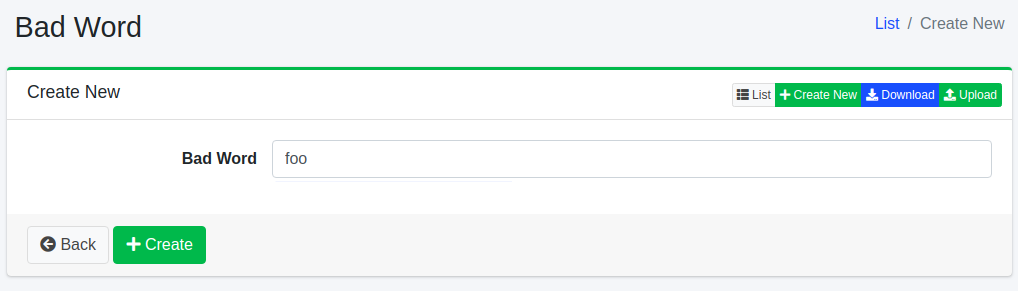 Bad Word
List / Create New
Create New
List Create New Download Upload
Bad Word foo
Back Create